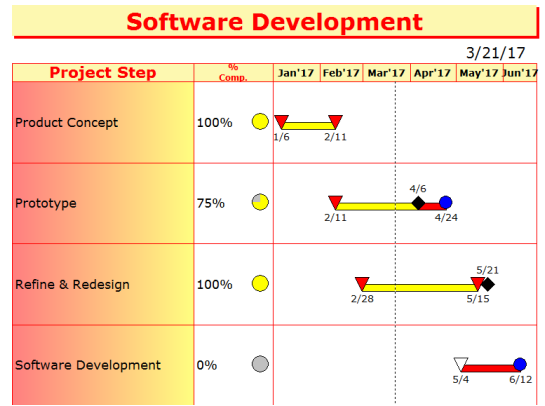 Software Development
3/21/17
Project Step % Comp. Jan'17 Feb'17 Mar'17 Apr'17 May'17 Jun'17
Product Concept 100% 1/6 2/11
Prototype 75% 2/11 4/6 4/24
Refine & Redesign 100% 2/28 5/15 5/21
Software Development 0% 5/4 6/12